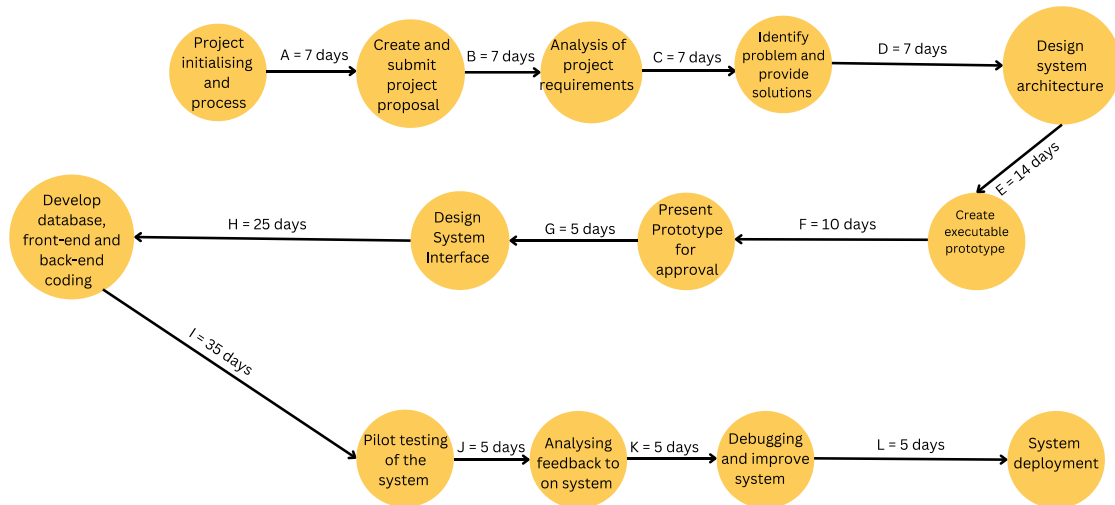 Project
initialising and
process
A = 7 days
Create and
submit
project
proposal
B = 7 days
Analysis of
project
requirements
C = 7 days
Identify
problem and
provide
solutions
D = 7 days
Design
system
architecture
E = 14 days
Create
executable
prototype
F = 10 days
Present
Prototype
for
approval
G = 5 days
Design
System
Interface
H = 25 days
Develop
database,
front-end and
back-end
coding
I = 35 days
Pilot testing
of the
system
J = 5 days
Analysing
feedback to
on system
K = 5 days
Debugging
and improve
system
L = 5 days
System
deployment